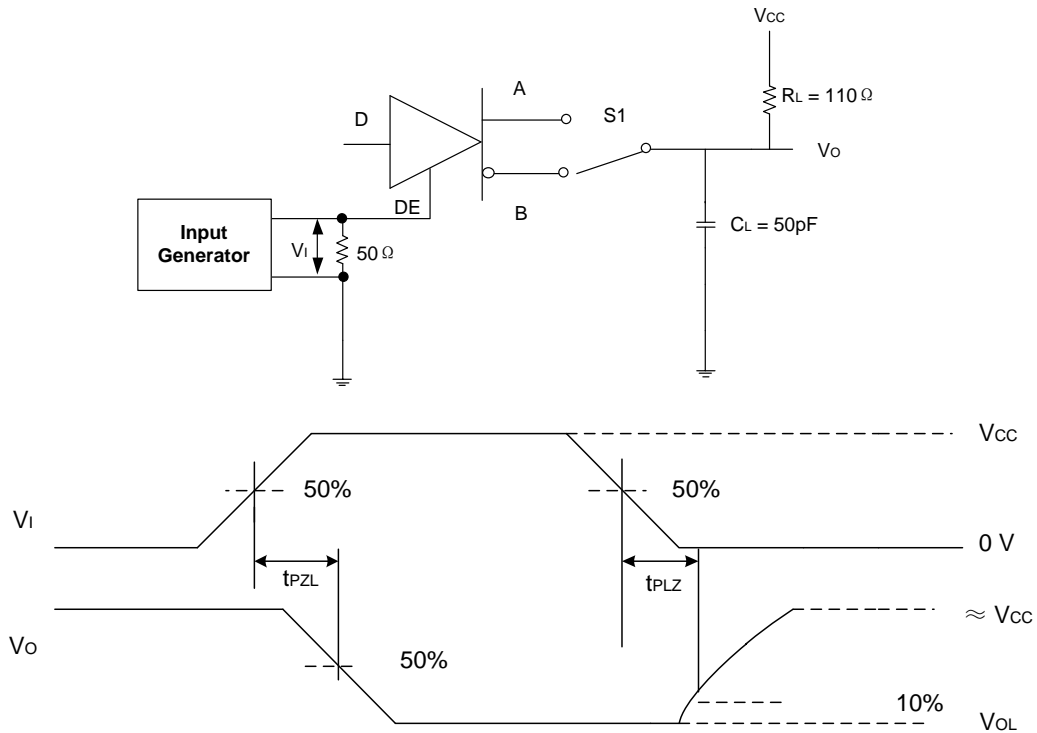 VCC
RL = 110 Ω
A
S1
D
VO
B
DE
CL = 50pF
Input
Generator
VI
50 Ω
VCC
50%
50%
VI
0 V
tPZL
tPLZ
≈ VCC
VO
50%
10%
VOL